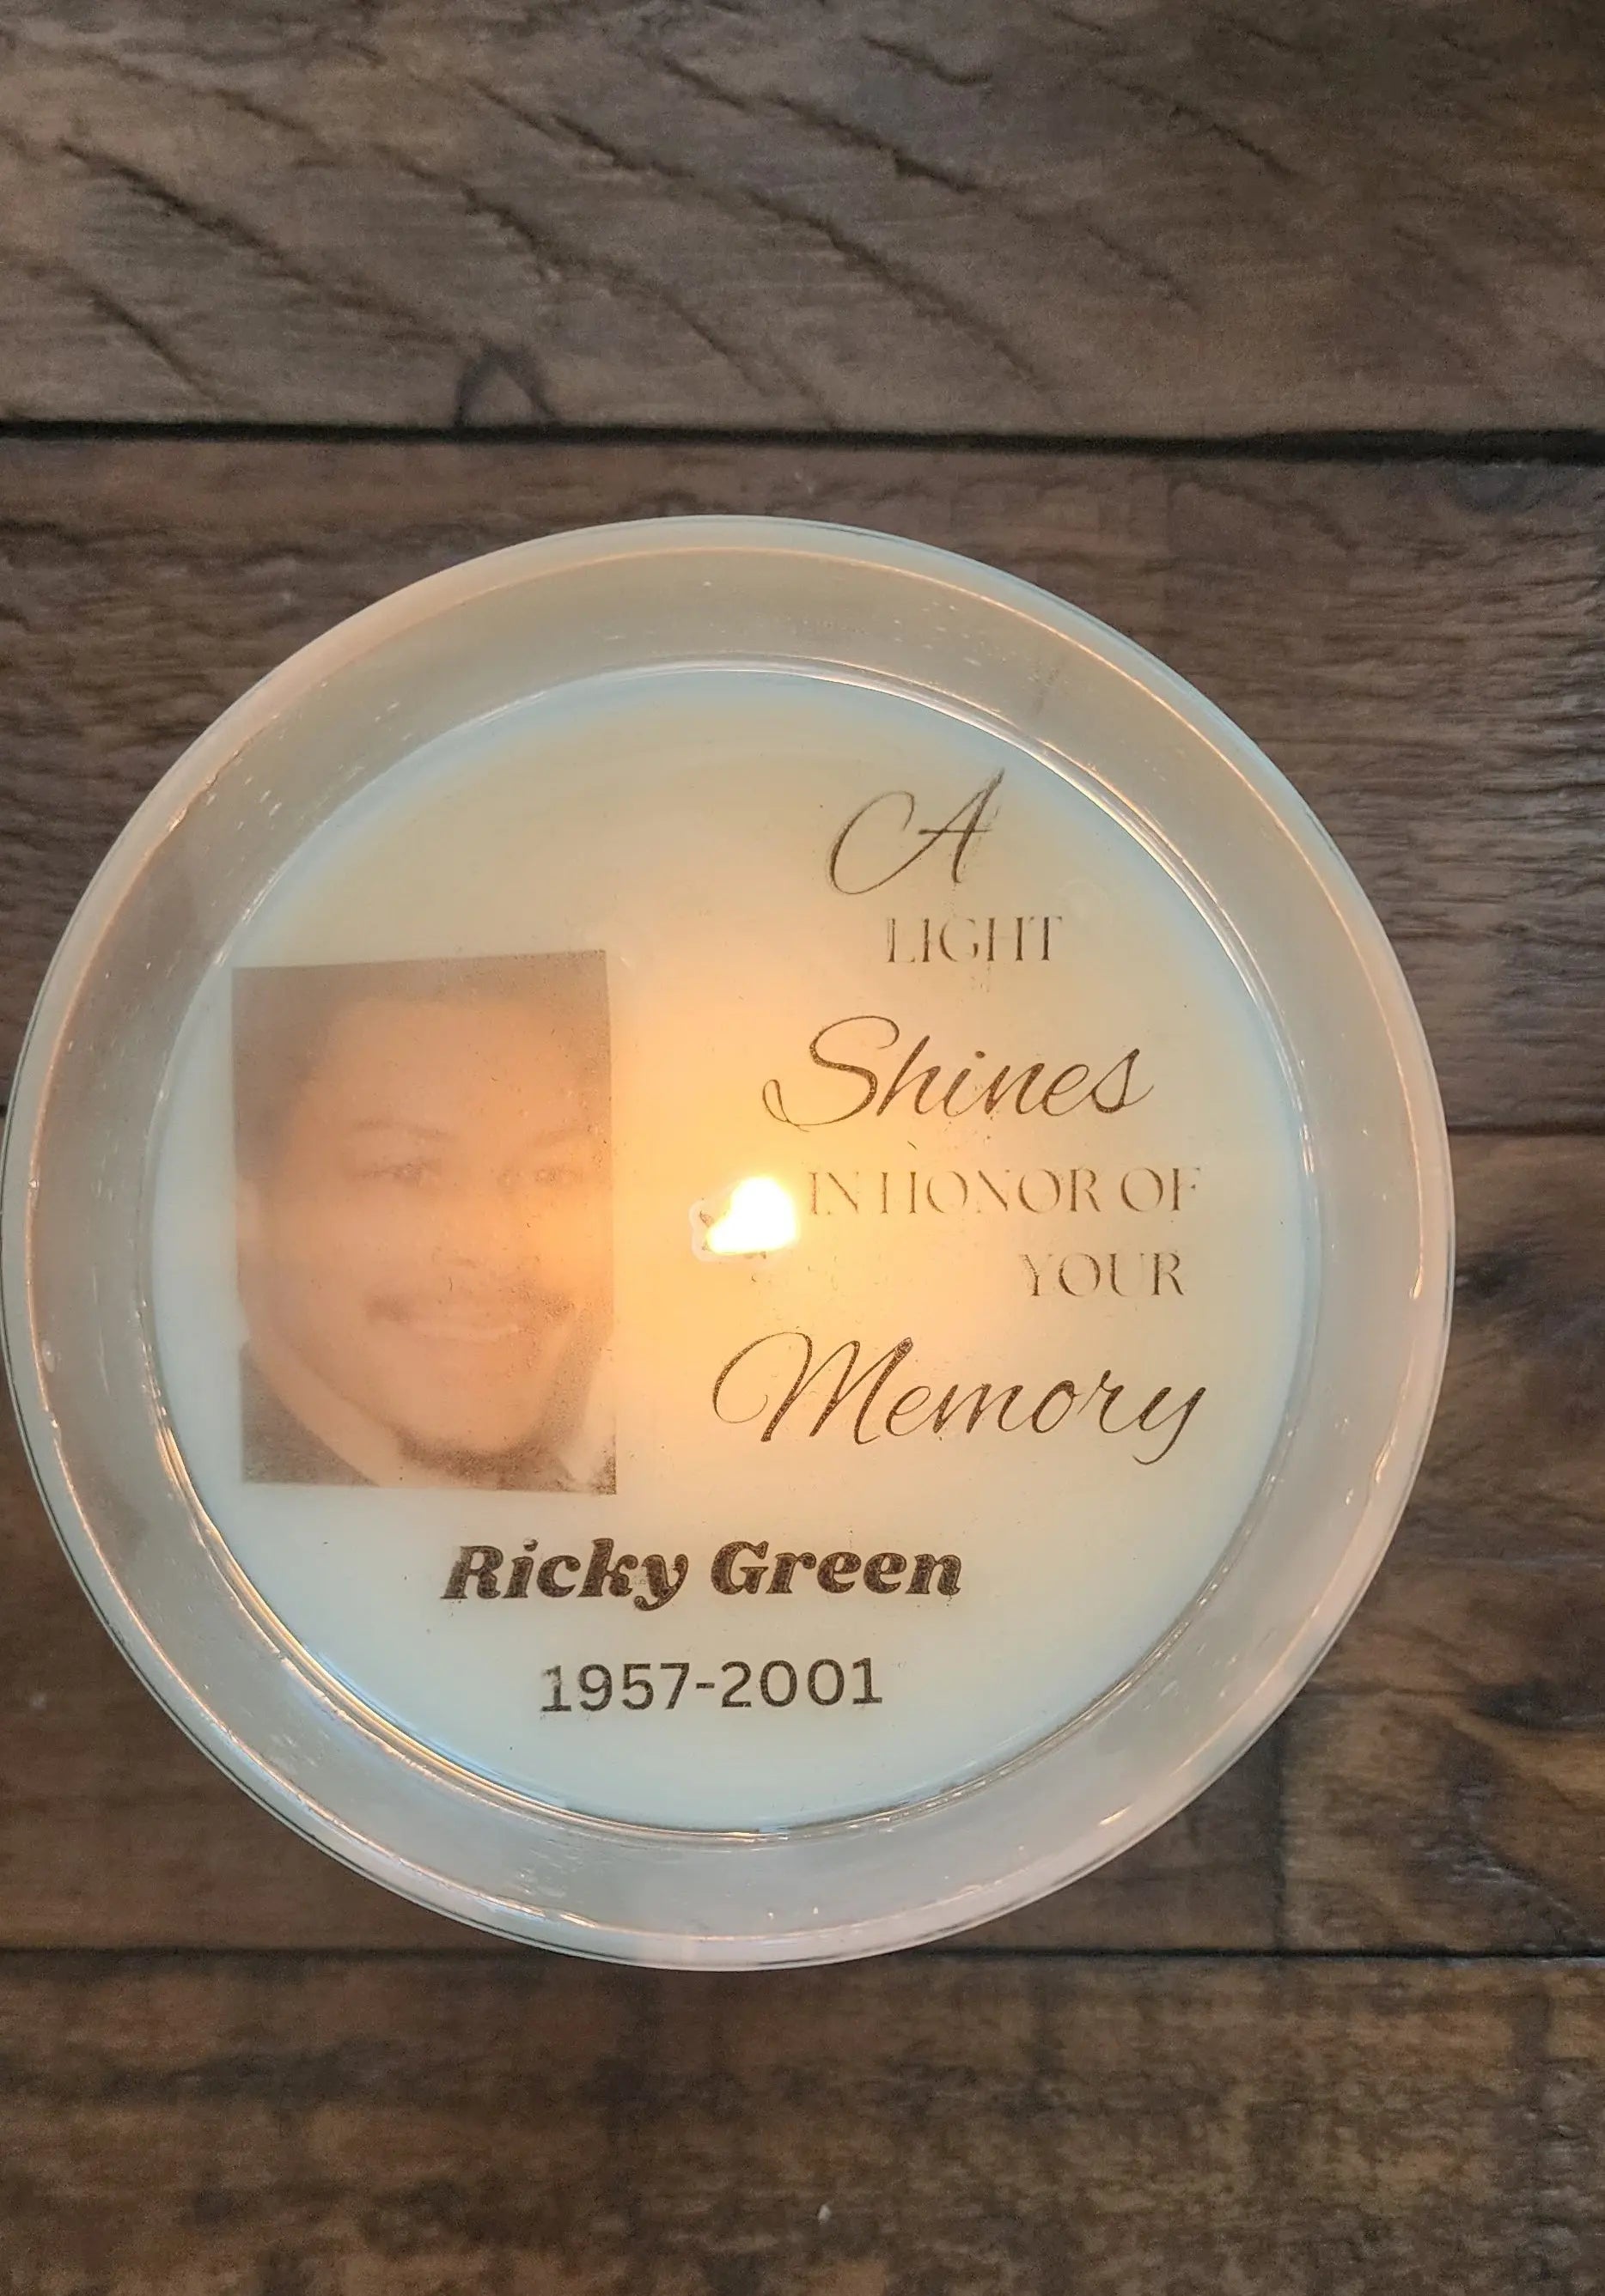 A
LIGHT
Shines
IN HONOR OF
YOUR
Memory
Ricky Green
1957-2001